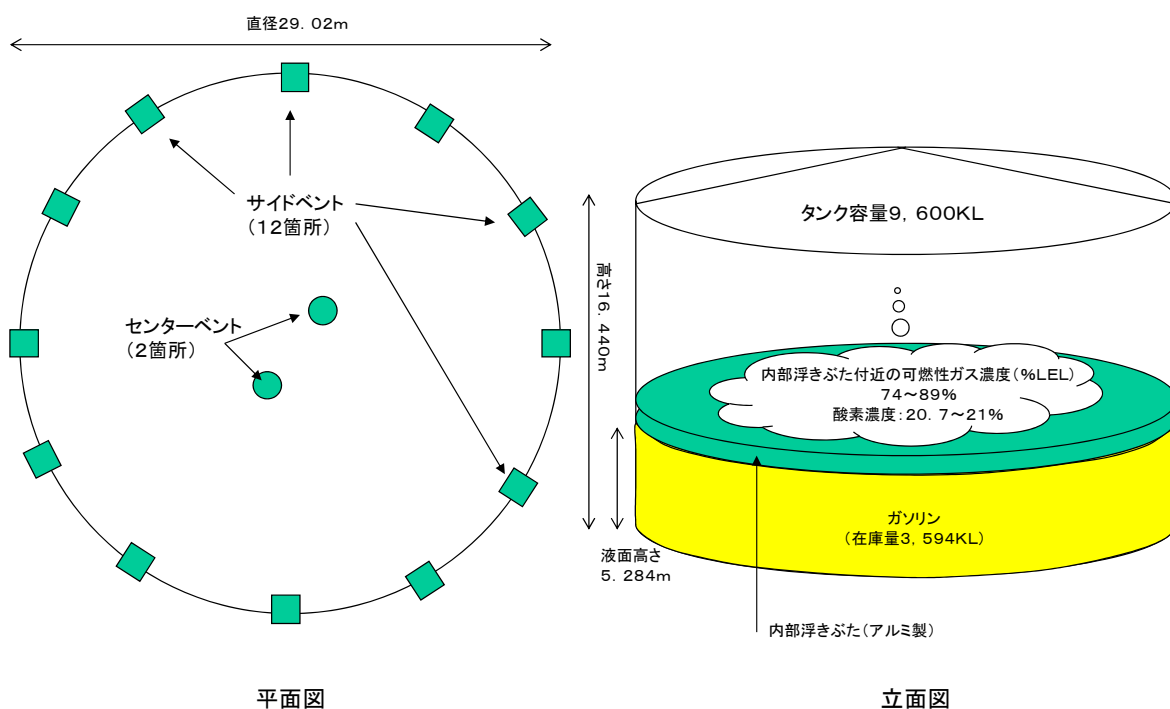 直径29．02m
サイドベント
（12箇所）
センターベント
（2箇所）
平面図
タンク容量9，600KL
高さ16．440m
内部浮きぶた付近の可燃性ガス濃度（%LEL）
74～89%
酸素濃度：20．7～21%
ガソリン
（在庫量3，594KL）
液面高さ
5．284m
内部浮きぶた（アルミ製）
立面図